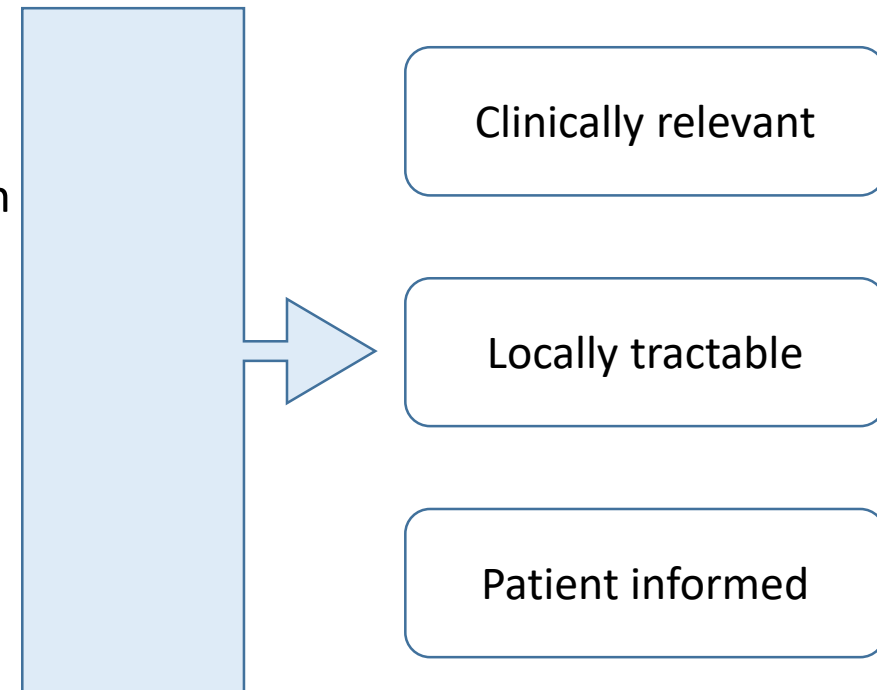 Clinically relevant
Locally tractable
Patient informed